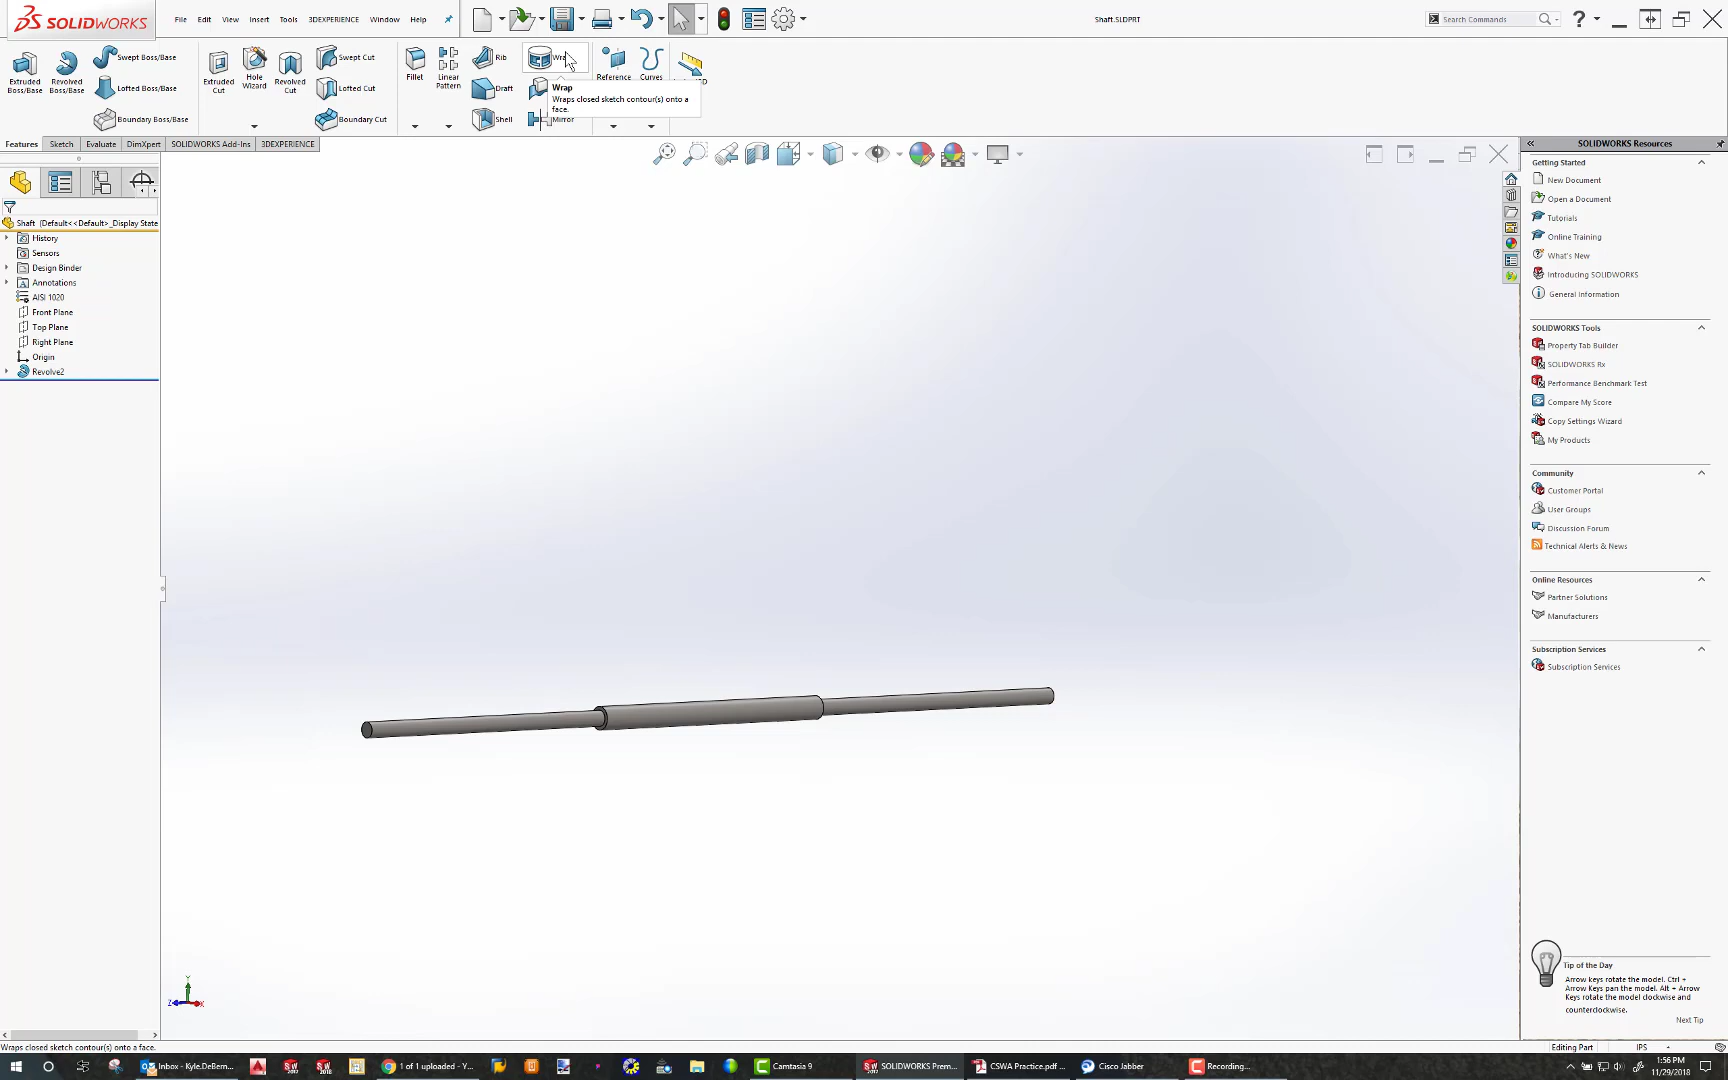 SOLIDWORKS
File
Edit
View
Insert
Tools
3DEXPERIENCE
Window
Help
Shaft.SLDPRT
Search Commands
Extruded
Boss/Base
Revolved
Boss/Base
Swept Boss/Base
Lofted Boss/Base
Boundary Boss/Base
Extruded
Cut
Hole
Wizard
Revolved
Cut
Swept Cut
Lofted Cut
Boundary Cut
Fillet
Linear
Pattern
Rib
Draft
Shell
Mirror
Reference
Curves
Wrap
Wraps closed sketch contour(s) onto a
face.
Features
Sketch
Evaluate
DimXpert
SOLIDWORKS Add-Ins
3DEXPERIENCE
Shaft (Default<<Default>_Display State
History
Sensors
Design Binder
Annotations
AISI 1020
Front Plane
Top Plane
Right Plane
Origin
Revolve2
SOLIDWORKS Resources
Getting Started
New Document
Open a Document
Tutorials
Online Training
What's New
Introducing SOLIDWORKS
General Information
SOLIDWORKS Tools
Property Tab Builder
SOLIDWORKS Rx
Performance Benchmark Test
Compare My Score
Copy Settings Wizard
My Products
Community
Customer Portal
User Groups
Discussion Forum
Technical Alerts & News
Online Resources
Partner Solutions
Manufacturers
Subscription Services
Subscription Services
Tip of the Day
Arrow keys rotate the model. Ctrl +
Arrow Keys pan the model. Alt + Arrow
Keys rotate the model clockwise and
counterclockwise.
Next Tip
Y
Z
X
Wraps closed sketch contour(s) onto a face.
Editing Part
IPS
Inbox - Kyle.DeBern...
1 of 1 uploaded - Y...
Camtasia 9
SOLIDWORKS Prem...
CSWA Practice.pdf ...
Cisco Jabber
Recording...
1:56 PM
11/29/2018